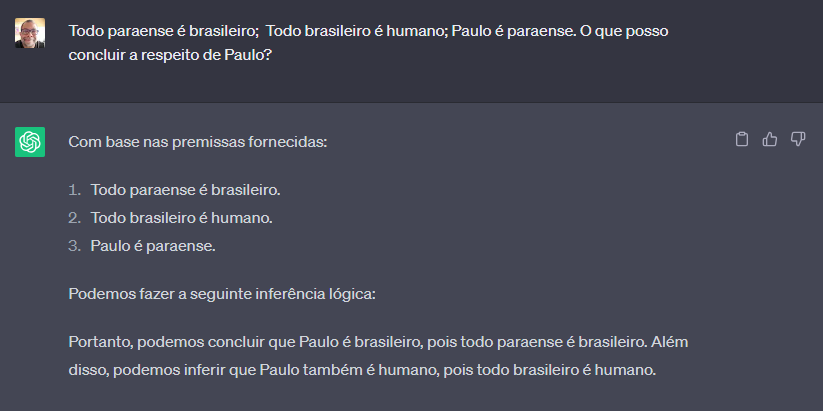 Todo paraense é brasileiro;  Todo brasileiro é humano; Paulo é paraense. O que posso
concluir a respeito de Paulo?
Com base nas premissas fornecidas:
1. Todo paraense é brasileiro.
2. Todo brasileiro é humano.
3. Paulo é paraense.
Podemos fazer a seguinte inferência lógica:
Portanto, podemos concluir que Paulo é brasileiro, pois todo paraense é brasileiro. Além
disso, podemos inferir que Paulo também é humano, pois todo brasileiro é humano.